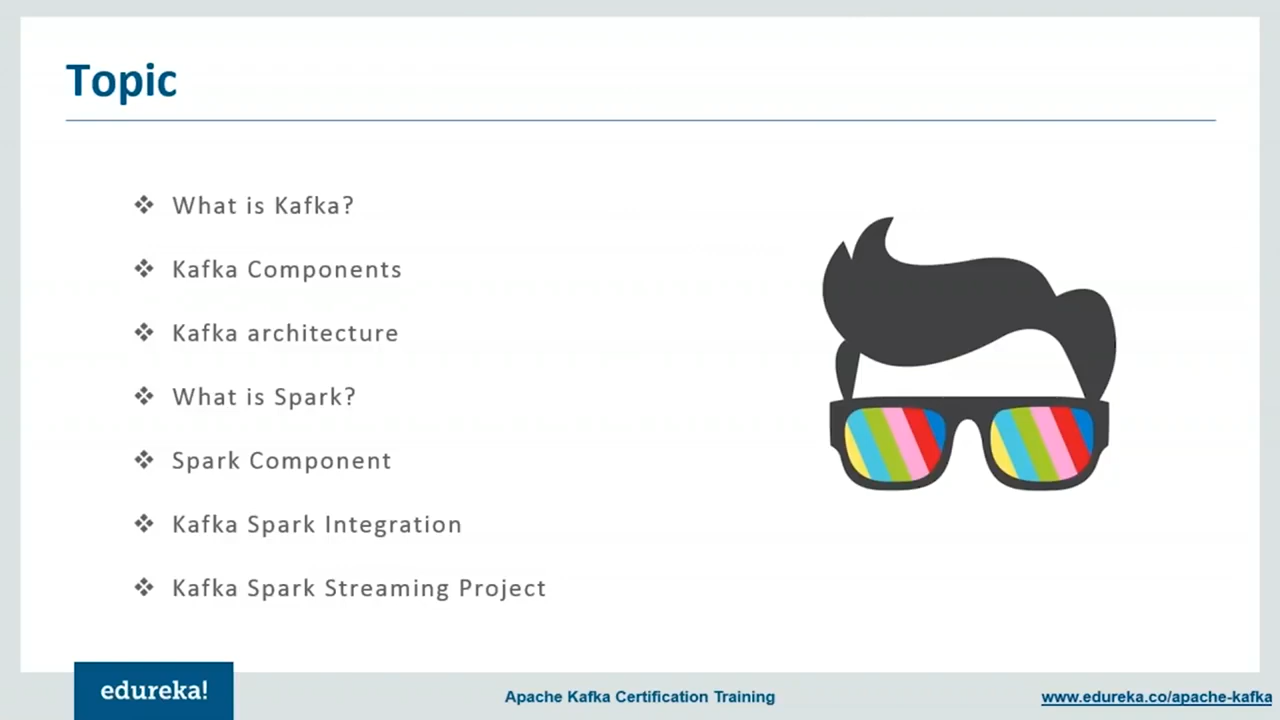 Topic
What is Kafka?
Kafka Components
Kafka architecture
What is Spark?
Spark Component
Kafka Spark Integration
Kafka Spark Streaming Project
edureka!
Apache Kafka Certification Training
www.edureka.co/apache-kafka